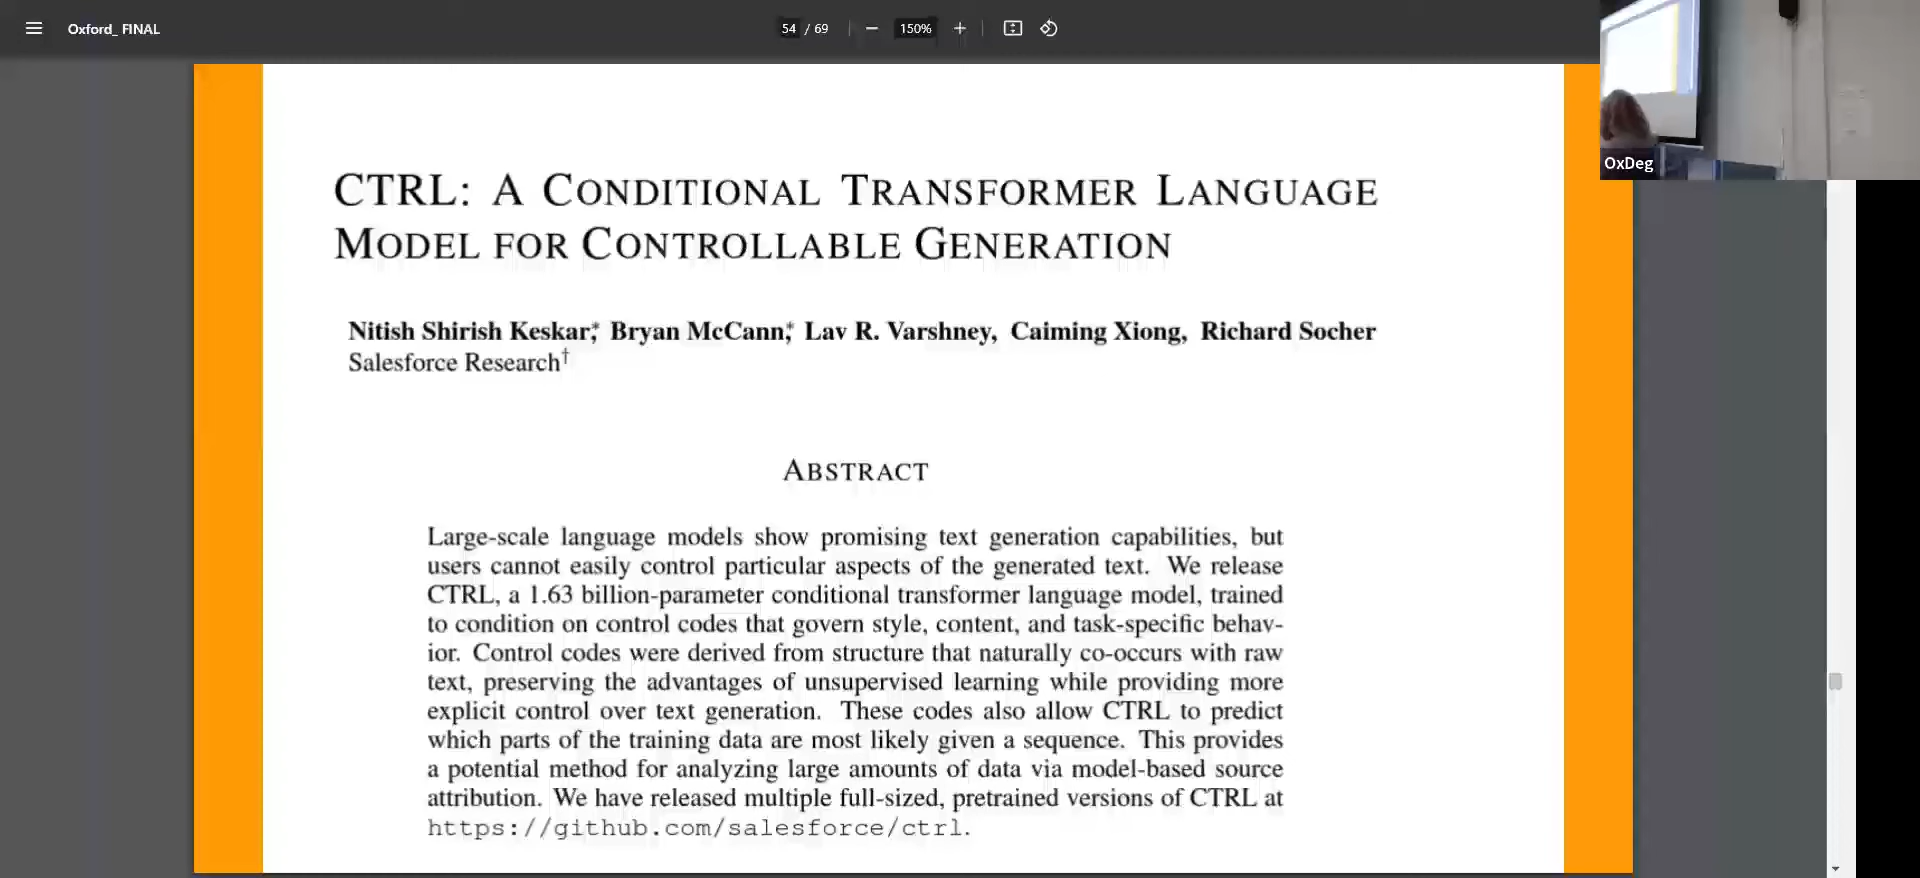 Oxford_ FINAL
54 / 69
150%
OxDeg
CTRL: A CONDITIONAL TRANSFORMER LANGUAGE
MODEL FOR CONTROLLABLE GENERATION
Nitish Shirish Keskar,* Bryan McCann,* Lav R. Varshney, Caiming Xiong, Richard Socher
Salesforce Research†
ABSTRACT
Large-scale language models show promising text generation capabilities, but
users cannot easily control particular aspects of the generated text. We release
CTRL, a 1.63 billion-parameter conditional transformer language model, trained
to condition on control codes that govern style, content, and task-specific behav-
ior. Control codes were derived from structure that naturally co-occurs with raw
text, preserving the advantages of unsupervised learning while providing more
explicit control over text generation. These codes also allow CTRL to predict
which parts of the training data are most likely given a sequence. This provides
a potential method for analyzing large amounts of data via model-based source
attribution. We have released multiple full-sized, pretrained versions of CTRL at
https://github.com/salesforce/ctrl.